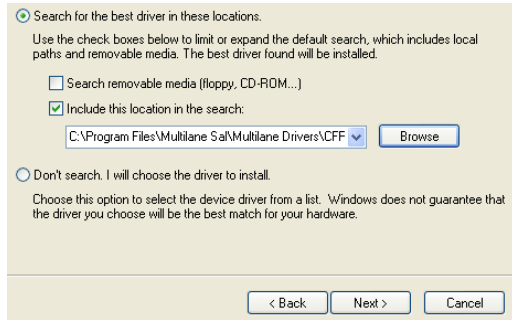 Search for the best driver in these locations.
Use the check boxes below to limit or expand the default search, which includes local
paths and removable media. The best driver found will be installed.
Search removable media (floppy, CD-ROM...)
Include this location in the search:
C:\Program Files\Multilane Sal\Multilane Drivers\CFF
Browse
Don't search. I will choose the driver to install.
Choose this option to select the device driver from a list. Windows does not guarantee that
the driver you choose will be the best match for your hardware.
< Back Next > Cancel